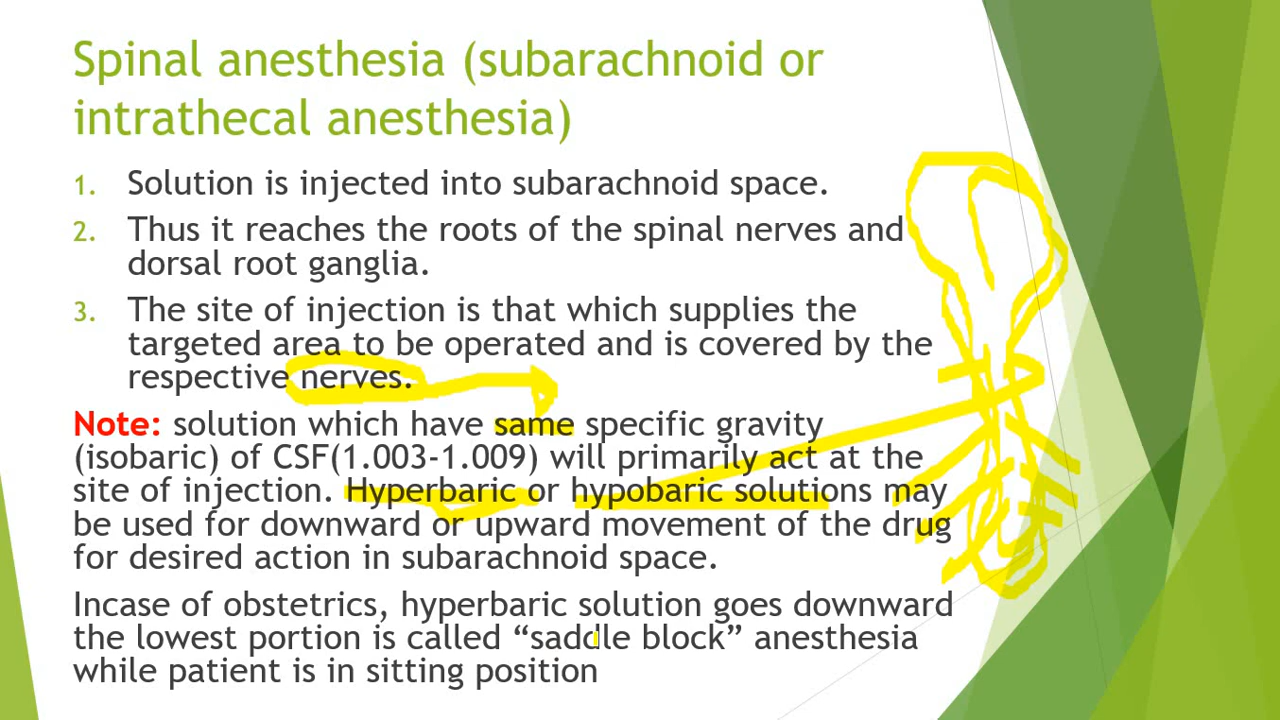 Spinal anesthesia (subarachnoid or
intrathecal anesthesia)
1. Solution is injected into subarachnoid space.
2. Thus it reaches the roots of the spinal nerves and
dorsal root ganglia.
3. The site of injection is that which supplies the
targeted area to be operated and is covered by the
respective nerves.
Note: solution which have same specific gravity
(isobaric) of CSF(1.003-1.009) will primarily act at the
site of injection. Hyperbaric or hypobaric solutions may
be used for downward or upward movement of the drug
for desired action in subarachnoid space.
Incase of obstetrics, hyperbaric solution goes downward
the lowest portion is called “saddle block” anesthesia
while patient is in sitting position